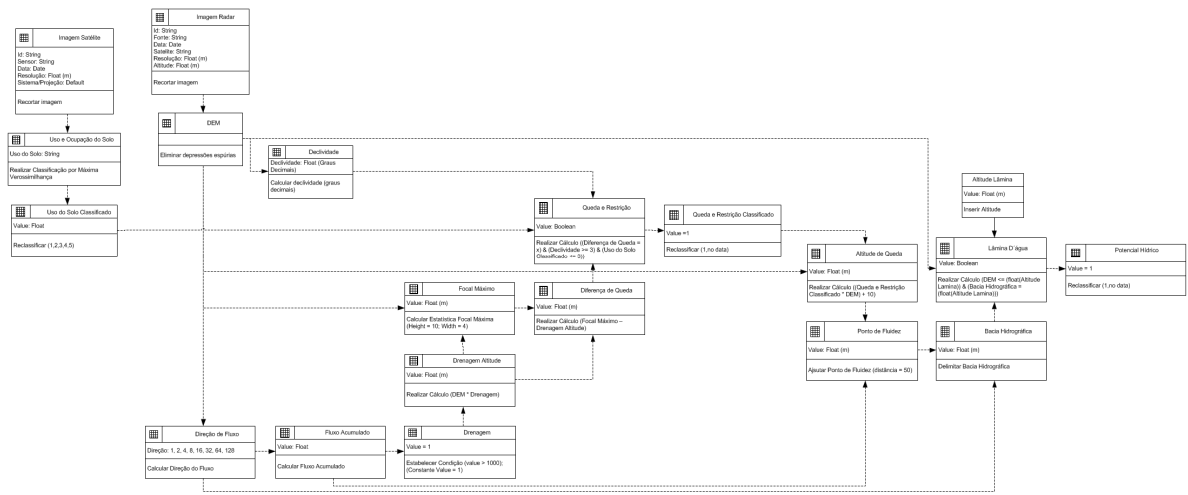 Imagem Satélite
Id: String
Sensor: String
Data: Date
Resolução: Float (m)
Sistema/Projeção: Default
Recortar imagem
Imagem Radar
Id: String
Fonte: String
Data: Date
Satelite: String
Resolução: Float (m)
Altitude: Float (m)
Recortar imagem
Uso e Ocupação do Solo
Uso do Solo: String
Realizar Classificação por Máxima
Verossimilhança
DEM
Eliminar depressões espúrias
Declividade
Declividade: Float (Graus
Decimais)
Calcular declividade (graus
decimais)
Uso do Solo Classificado
Value: Float
Reclassificar (1,2,3,4,5)
Queda e Restrição
Value: Boolean
Realizar Cálculo ((Diferença de Queda =
x) & (Declividade >= 3) & (Uso do Solo
Classificado == 3))
Queda e Restrição Classificado
Value =1
Reclassificar (1,no data)
Altitude Lâmina
Value: Float (m)
Inserir Altitude
Altitude de Queda
Value: Float (m)
Realizar Cálculo ((Queda e Restrição
Classificado * DEM) + 10)
Lâmina D`água
Value: Boolean
Realizar Cálculo (DEM <= (float(Altitude
Lamina)) & (Bacia Hidrográfica =
(float(Altitude Lamina)))
Potencial Hídrico
Value = 1
Reclassificar (1,no data)
Focal Máximo
Value: Float (m)
Calcular Estatística Focal Máxima
(Height = 10; Width = 4)
Diferença de Queda
Value: Float (m)
Realizar Cálculo (Focal Máximo –
Drenagem Altitude)
Ponto de Fluidez
Value: Float (m)
Ajsutar Ponto de Fluidez (distância = 50)
Bacia Hidrográfica
Value: Float (m)
Delimitar Bacia Hidrográfica
Drenagem Altitude
Value: Float (m)
Realizar Cálculo (DEM * Drenagem)
Direção de Fluxo
Direção: 1, 2, 4, 8, 16, 32, 64, 128
Calcular Direção do Fluxo
Fluxo Acumulado
Value: Float
Calcular Fluxo Acumulado
Drenagem
Value = 1
Estabelecer Condição (value > 1000);
(Constante Value = 1)